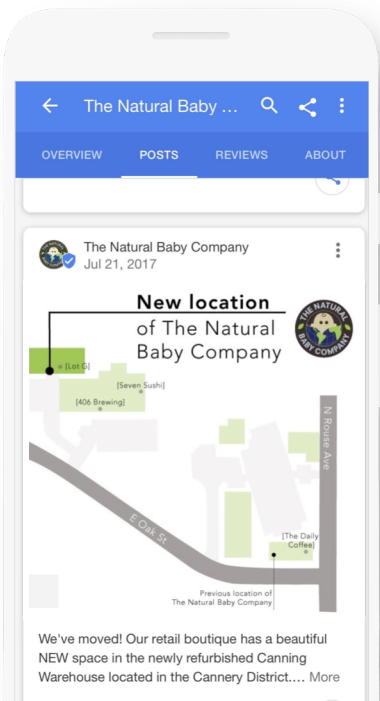 The Natural Baby ...
OVERVIEW POSTS REVIEWS ABOUT
The Natural Baby Company
Jul 21, 2017
New location
of The Natural
Baby Company
THE NATURAL
BABY COMPANY
[Lot G]
[Seven Sushi]
[406 Brewing]
N Rouse Ave
E Oak St
[The Daily
Coffee]
Previous location of
The Natural Baby Company
We've moved! Our retail boutique has a beautiful
NEW space in the newly refurbished Canning
Warehouse located in the Cannery District.... More